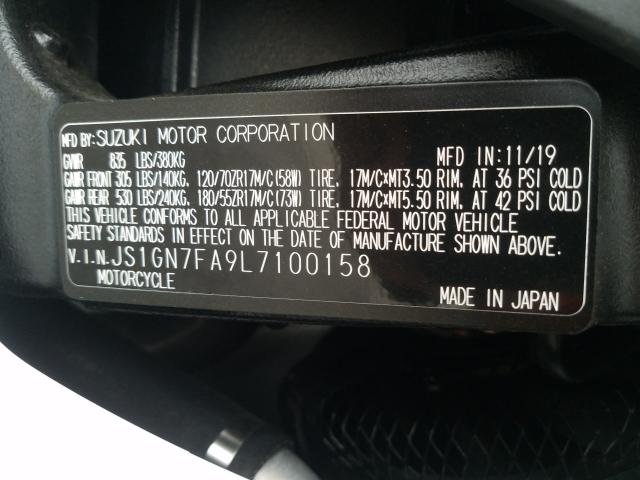 MFD BY: SUZUKI MOTOR CORPORATION
GVWR 835 LBS/380KG MFD IN: 11/19
GAWR FRONT 305 LBS/140KG, 120/70ZR17M/C(58W) TIRE, 17M/C×MT3.50 RIM, AT 36 PSI COLD
GAWR REAR 530 LBS/240KG, 180/55ZR17M/C(73W) TIRE, 17M/C×MT5.50 RIM, AT 42 PSI COLD
THIS VEHICLE CONFORMS TO ALL APPLICABLE FEDERAL MOTOR VEHICLE
SAFETY STANDARDS IN EFFECT ON THE DATE OF MANUFACTURE SHOWN ABOVE.
V.I.N. JS1GN7FA9L7100158
MOTORCYCLE MADE IN JAPAN